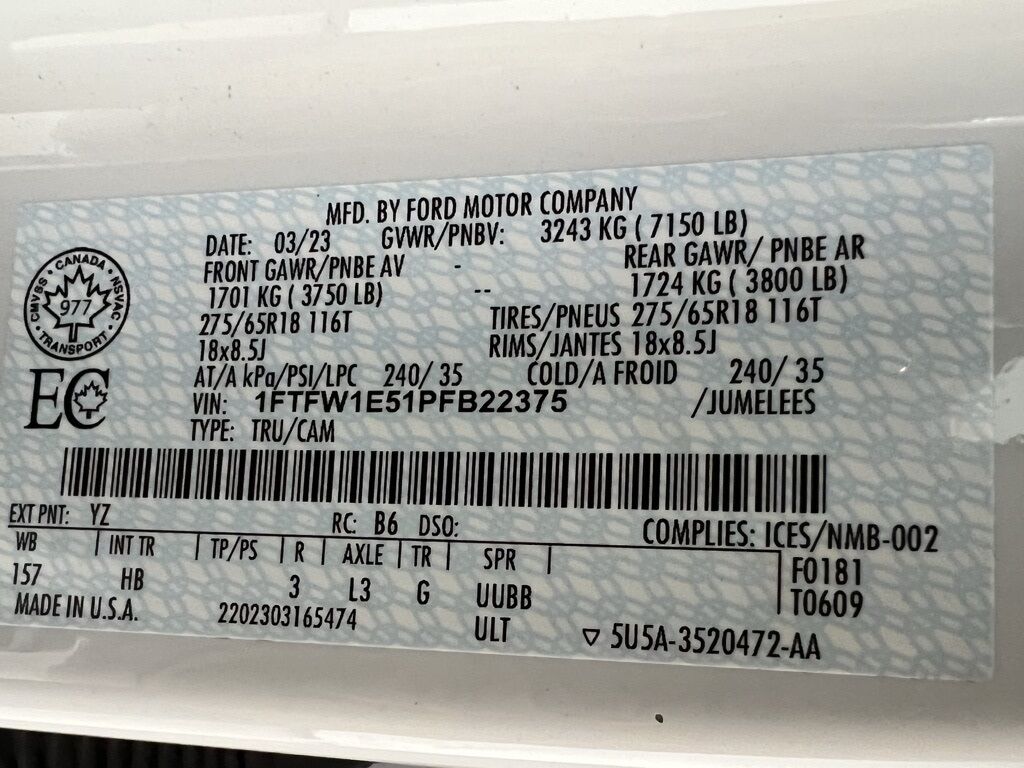 MFD. BY FORD MOTOR COMPANY
DATE: 03/23 GVWR/PNBV: 3243 KG ( 7150 LB)
FRONT GAWR/PNBE AV - REAR GAWR/ PNBE AR
1701 KG ( 3750 LB) -- 1724 KG ( 3800 LB)
275/65R18 116T TIRES/PNEUS 275/65R18 116T
18x8.5J RIMS/JANTES 18x8.5J
AT/A kPa/PSI/LPC 240/ 35 COLD/A FROID 240/ 35
VIN: 1FTFW1E51PFB22375 /JUMELEES
TYPE: TRU/CAM
CANADA
CMVSS NSVAC
977
TRANSPORT
EC
EXT PNT: YZ RC: B6 DSO: COMPLIES: ICES/NMB-002
WB INT TR TP/PS R AXLE TR SPR F0181
157 HB 3 L3 G UUBB T0609
MADE IN U.S.A. 2202303165474 ULT ▽ 5U5A-3520472-AA